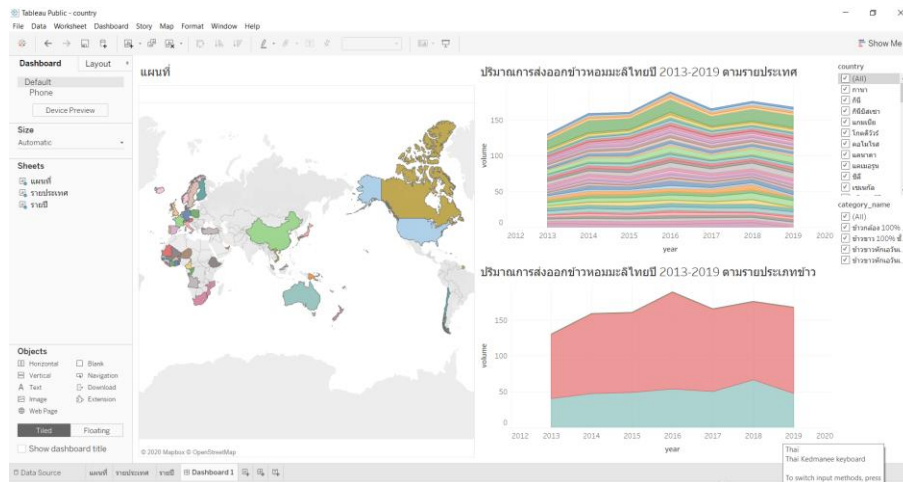 Tableau Public - country
File Data Worksheet Dashboard Story Map Format Window Help
Show Me
Dashboard Layout
Default
Phone
Device Preview
Size
Automatic
Sheets
แผนที่
รายประเทศ
รายปี
Objects
Horizontal Blank
Vertical Navigation
Text Download
Image Extension
Web Page
Tiled Floating
Show dashboard title
แผนที่
© 2020 Mapbox © OpenStreetMap
ปริมาณการส่งออกข้าวหอมมะลิไทยปี 2013-2019 ตามรายประเทศ
150
100
50
0
volume
2012 2013 2014 2015 2016 2017 2018 2019 2020
year
ปริมาณการส่งออกข้าวหอมมะลิไทยปี 2013-2019 ตามรายประเภทข้าว
150
100
50
0
volume
2012 2013 2014 2015 2016 2017 2018 2019 2020
year
country
(All)
กานา
กินี
กินีบิสเซา
แกมเบีย
โกตดิวัวร์
คอโมโรส
แคนาดา
แคเมอรูน
ชิลี
เซเนกัล
category_name
(All)
ข้าวกล้อง 100%
ข้าวขาว 100% ชั้
Thai
Thai Kedmanee keyboard
To switch input methods, press
Data Source แผนที่ รายประเทศ รายปี Dashboard 1